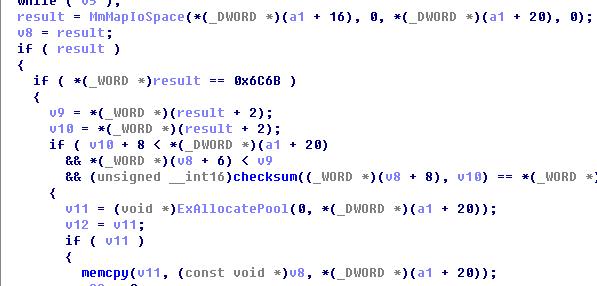 while ( v5 );
result = MmMapIoSpace(*(_DWORD *)(a1 + 16), 0, *(_DWORD *)(a1 + 20), 0);
v8 = result;
if ( result )
{
if ( *(_WORD *)result == 0x6C6B )
{
v9 = *(_WORD *)(result + 2);
v10 = *(_WORD *)(result + 2);
if ( v10 + 8 < *(_DWORD *)(a1 + 20)
&& *(_WORD *)(v8 + 6) < v9
&& (unsigned __int16)checksum((_WORD *)(v8 + 8), v10) == *(_WORD *)
{
v11 = (void *)ExAllocatePool(0, *(_DWORD *)(a1 + 20));
v12 = v11;
if ( v11 )
{
memcpy(v11, (const void *)v8, *(_DWORD *)(a1 + 20));